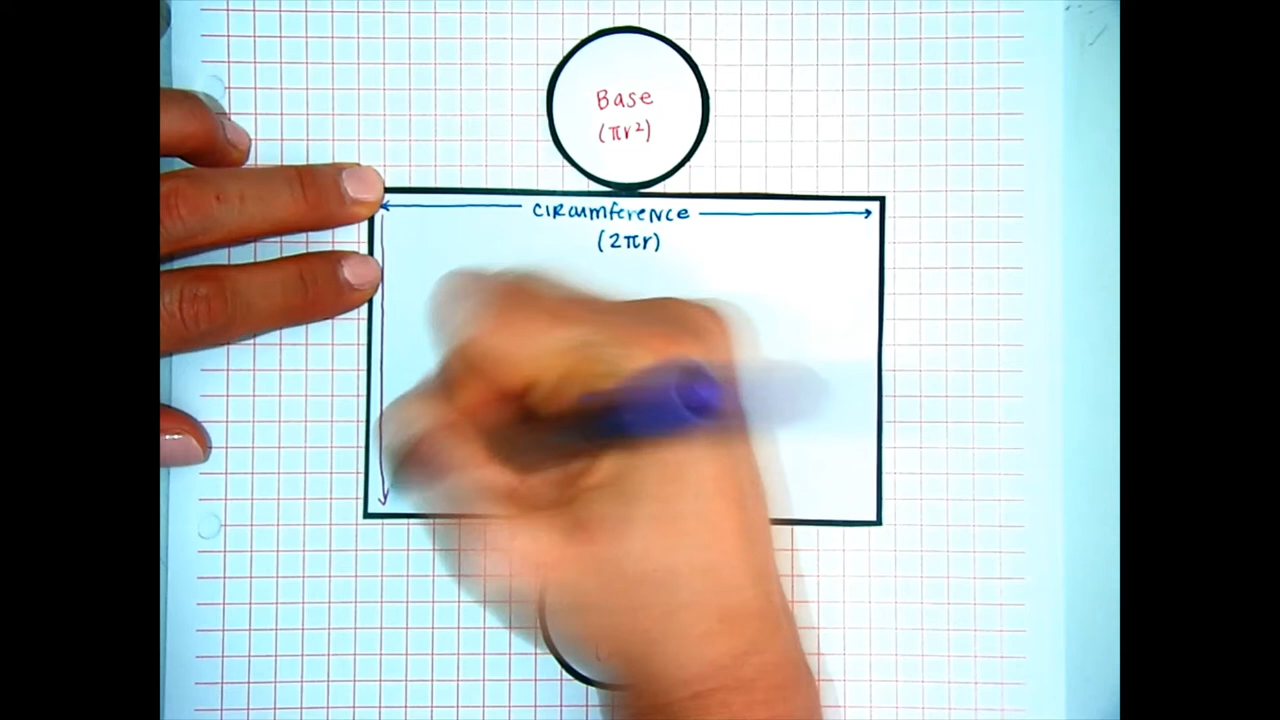 Base
(πr²)
CIRCUMFERENCE
(2πr)